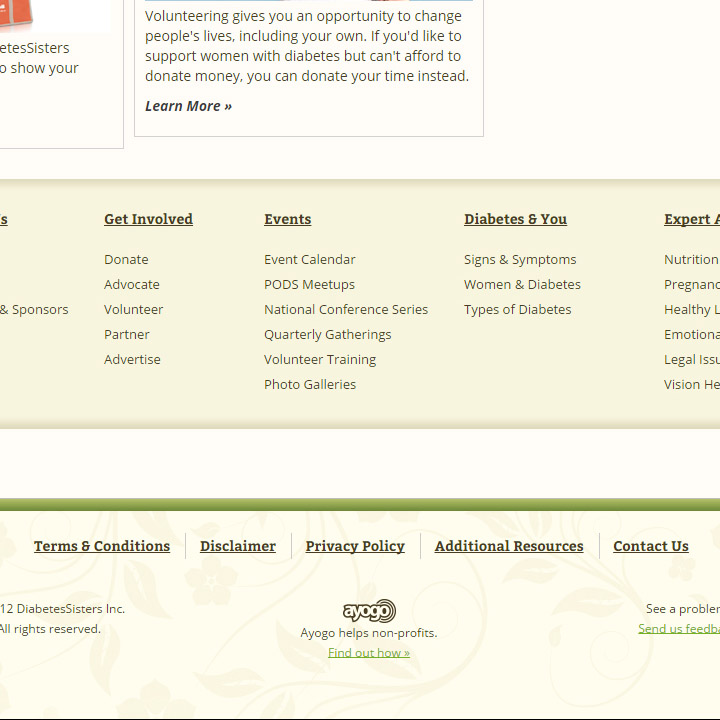 etesSisters
o show your
Volunteering gives you an opportunity to change
people's lives, including your own. If you'd like to
support women with diabetes but can't afford to
donate money, you can donate your time instead.
Learn More »
s
& Sponsors
Get Involved
Donate
Advocate
Volunteer
Partner
Advertise
Events
Event Calendar
PODS Meetups
National Conference Series
Quarterly Gatherings
Volunteer Training
Photo Galleries
Diabetes & You
Signs & Symptoms
Women & Diabetes
Types of Diabetes
Expert A
Nutrition
Pregnanc
Healthy L
Emotiona
Legal Issu
Vision He
Terms & Conditions
Disclaimer
Privacy Policy
Additional Resources
Contact Us
12 DiabetesSisters Inc.
All rights reserved.
ayogo
Ayogo helps non-profits.
Find out how »
See a problem
Send us feedba